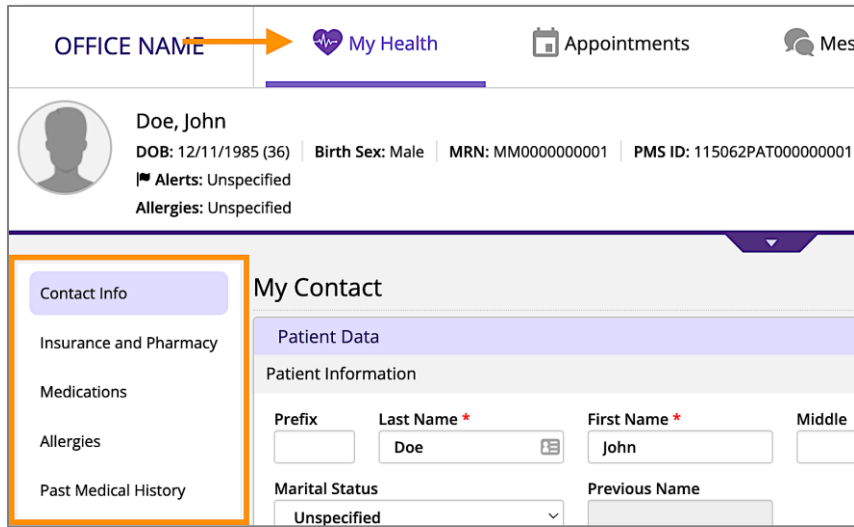 OFFICE NAME
My Health
Appointments
Mes
Doe, John
DOB: 12/11/1985 (36) Birth Sex: Male MRN: MM0000000001 PMS ID: 115062PAT000000001
Alerts: Unspecified
Allergies: Unspecified
Contact Info
Insurance and Pharmacy
Medications
Allergies
Past Medical History
My Contact
Patient Data
Patient Information
Prefix Last Name * First Name * Middle
Doe John
Marital Status Previous Name
Unspecified